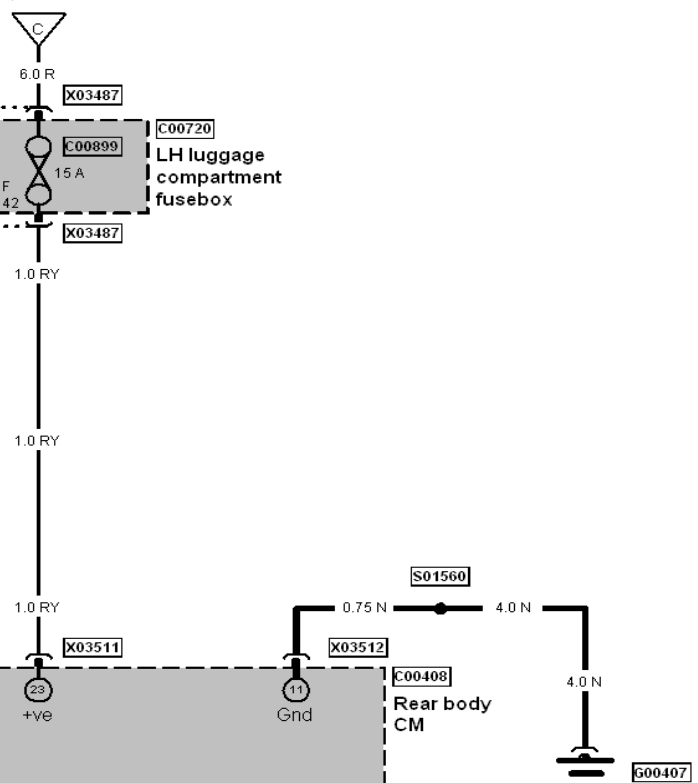 C
6.0 R
X03487
C00720
C00899
LH luggage
compartment
fusebox
15 A
F
42
X03487
1.0 RY
1.0 RY
S01560
1.0 RY
0.75 N
4.0 N
X03511
X03512
C00408
4.0 N
23
11
+ve
Gnd
Rear body
CM
G00407